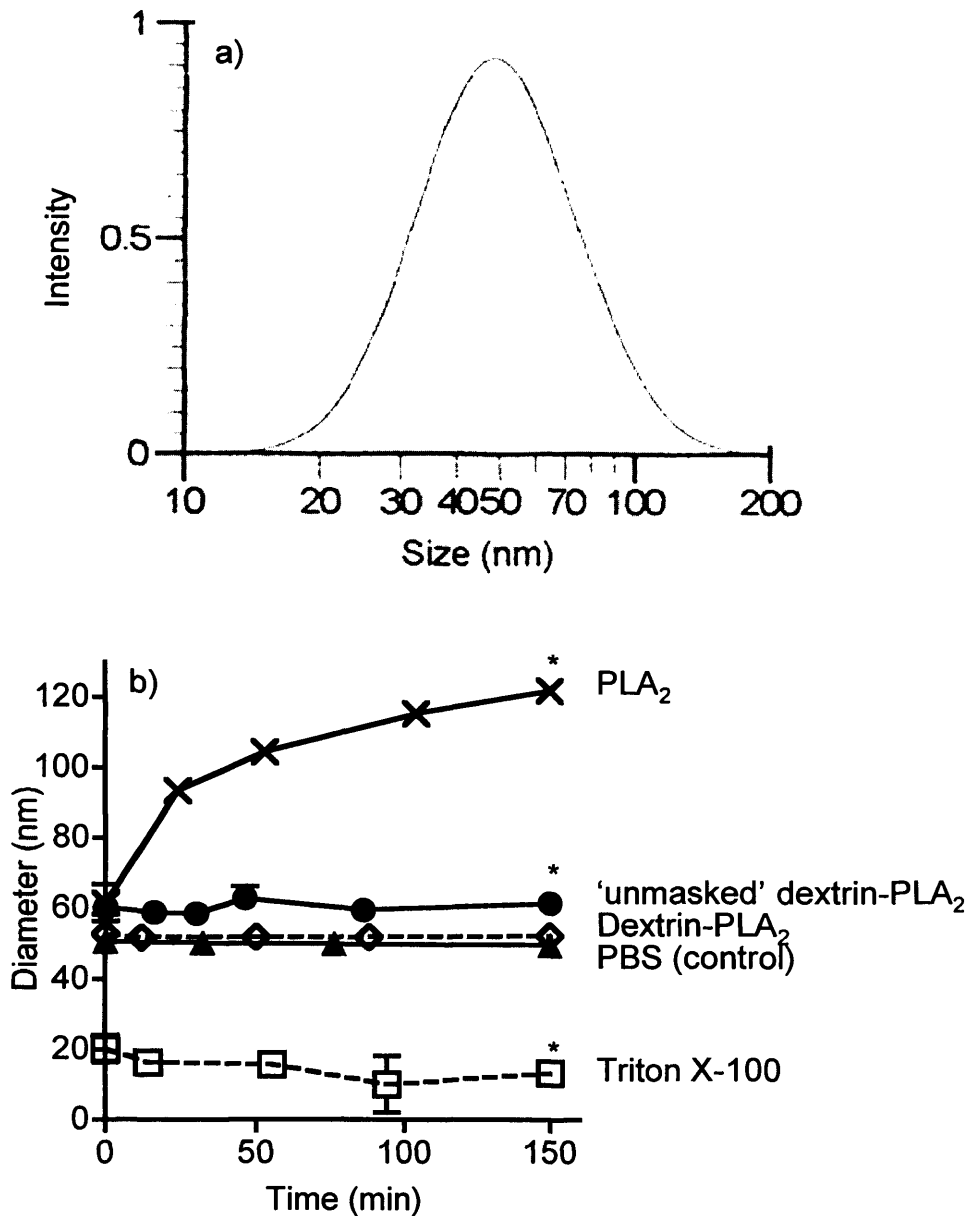 a)
1
0.5
0
Intensity
10 20 30 40 50 70 100 200
Size (nm)
b)
120
100
80
60
40
20
0
Diameter (nm)
0 50 100 150
Time (min)
* PLA₂
* 'unmasked' dextrin-PLA₂
Dextrin-PLA₂
PBS (control)
* Triton X-100